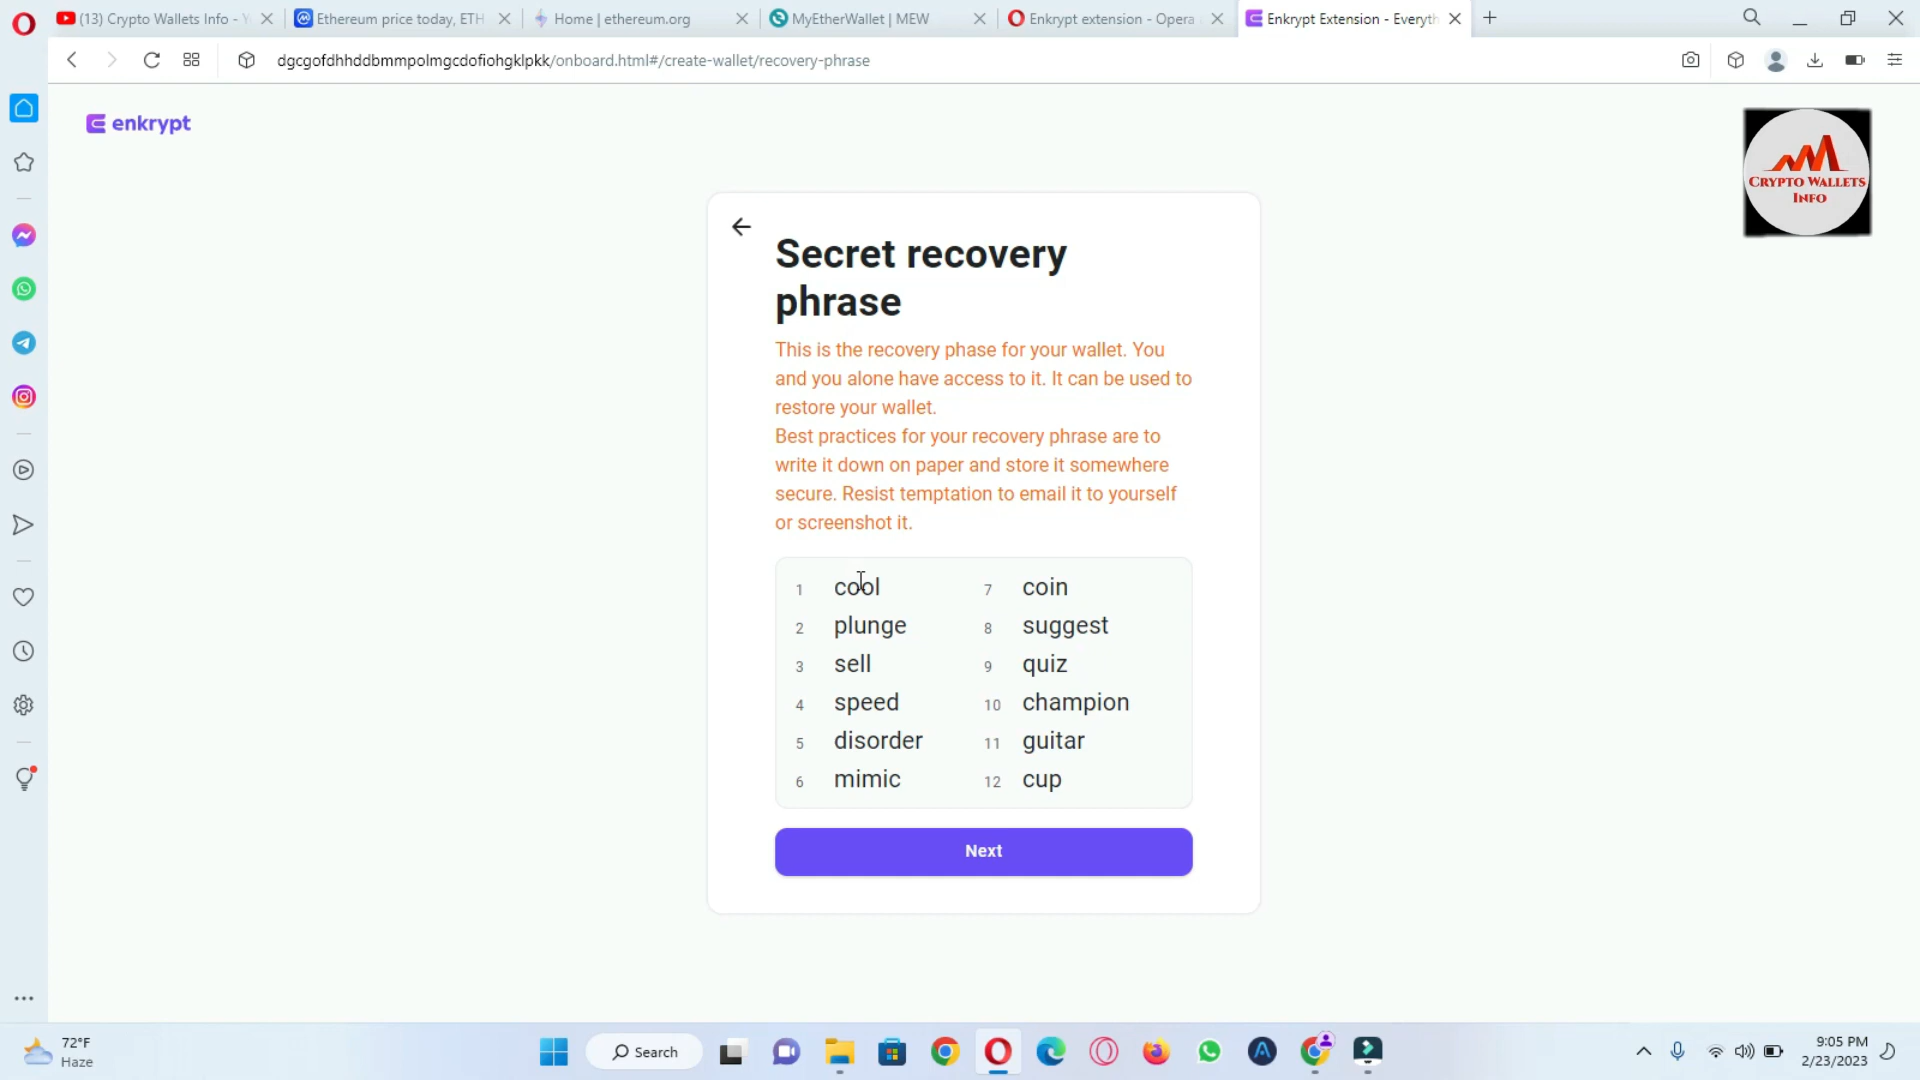 (13) Crypto Wallets Info - Y
Ethereum price today, ETH
Home | ethereum.org
MyEtherWallet | MEW
Enkrypt extension - Opera
Enkrypt Extension - Everyth
dgcgofdhhddbmmpolmgcdofiohgklpkk/onboard.html#/create-wallet/recovery-phrase
enkrypt
CRYPTO WALLETS
INFO
Secret recovery
phrase
This is the recovery phase for your wallet. You
and you alone have access to it. It can be used to
restore your wallet.
Best practices for your recovery phrase are to
write it down on paper and store it somewhere
secure. Resist temptation to email it to yourself
or screenshot it.
1 cool
2 plunge
3 sell
4 speed
5 disorder
6 mimic
7 coin
8 suggest
9 quiz
10 champion
11 guitar
12 cup
Next
72°F
Haze
Search
9:05 PM
2/23/2023